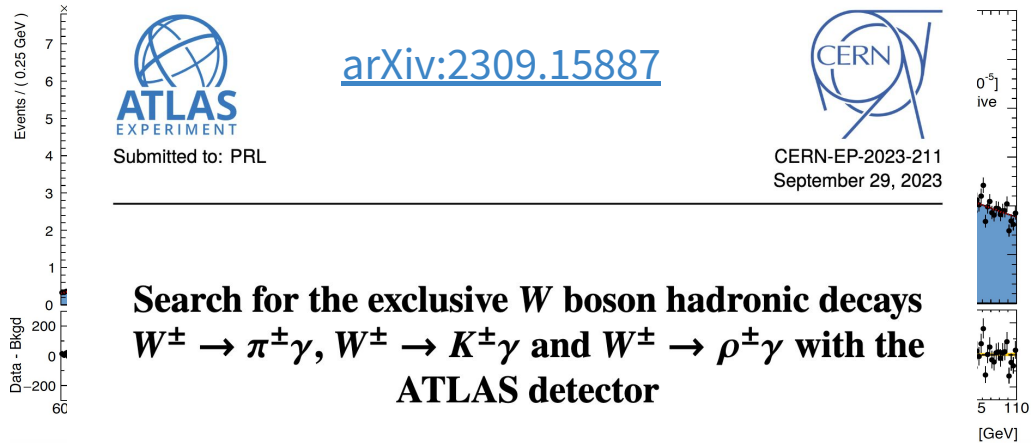 arXiv:2309.15887
ATLAS
EXPERIMENT
CERN
Submitted to: PRL
CERN-EP-2023-211
September 29, 2023
Search for the exclusive W boson hadronic decays
W± → π±γ, W± → K±γ and W± → ρ±γ with the
ATLAS detector
Events / ( 0.25 GeV )
7
6
5
4
3
2
1
0
Data - Bkgd
200
0
−200
60
0⁻⁵]
ive
5 110
[GeV]